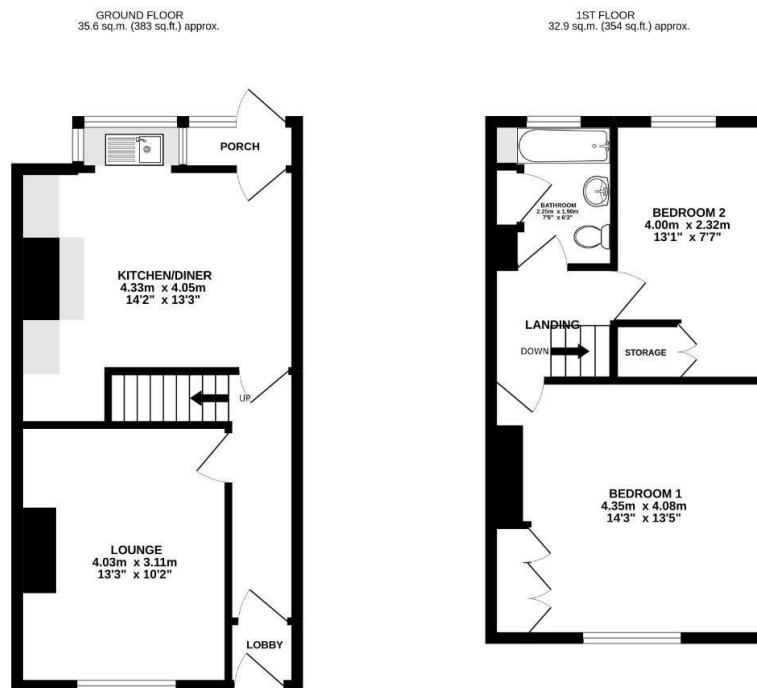 GROUND FLOOR
35.6 sq.m. (383 sq.ft.) approx.
1ST FLOOR
32.9 sq.m. (354 sq.ft.) approx.
PORCH
KITCHEN/DINER
4.33m x 4.05m
14'2" x 13'3"
UP
LOUNGE
4.03m x 3.11m
13'3" x 10'2"
LOBBY
BATHROOM
2.25m x 1.90m
7'5" x 6'3"
BEDROOM 2
4.00m x 2.32m
13'1" x 7'7"
LANDING
DOWN
STORAGE
BEDROOM 1
4.35m x 4.08m
14'3" x 13'5"